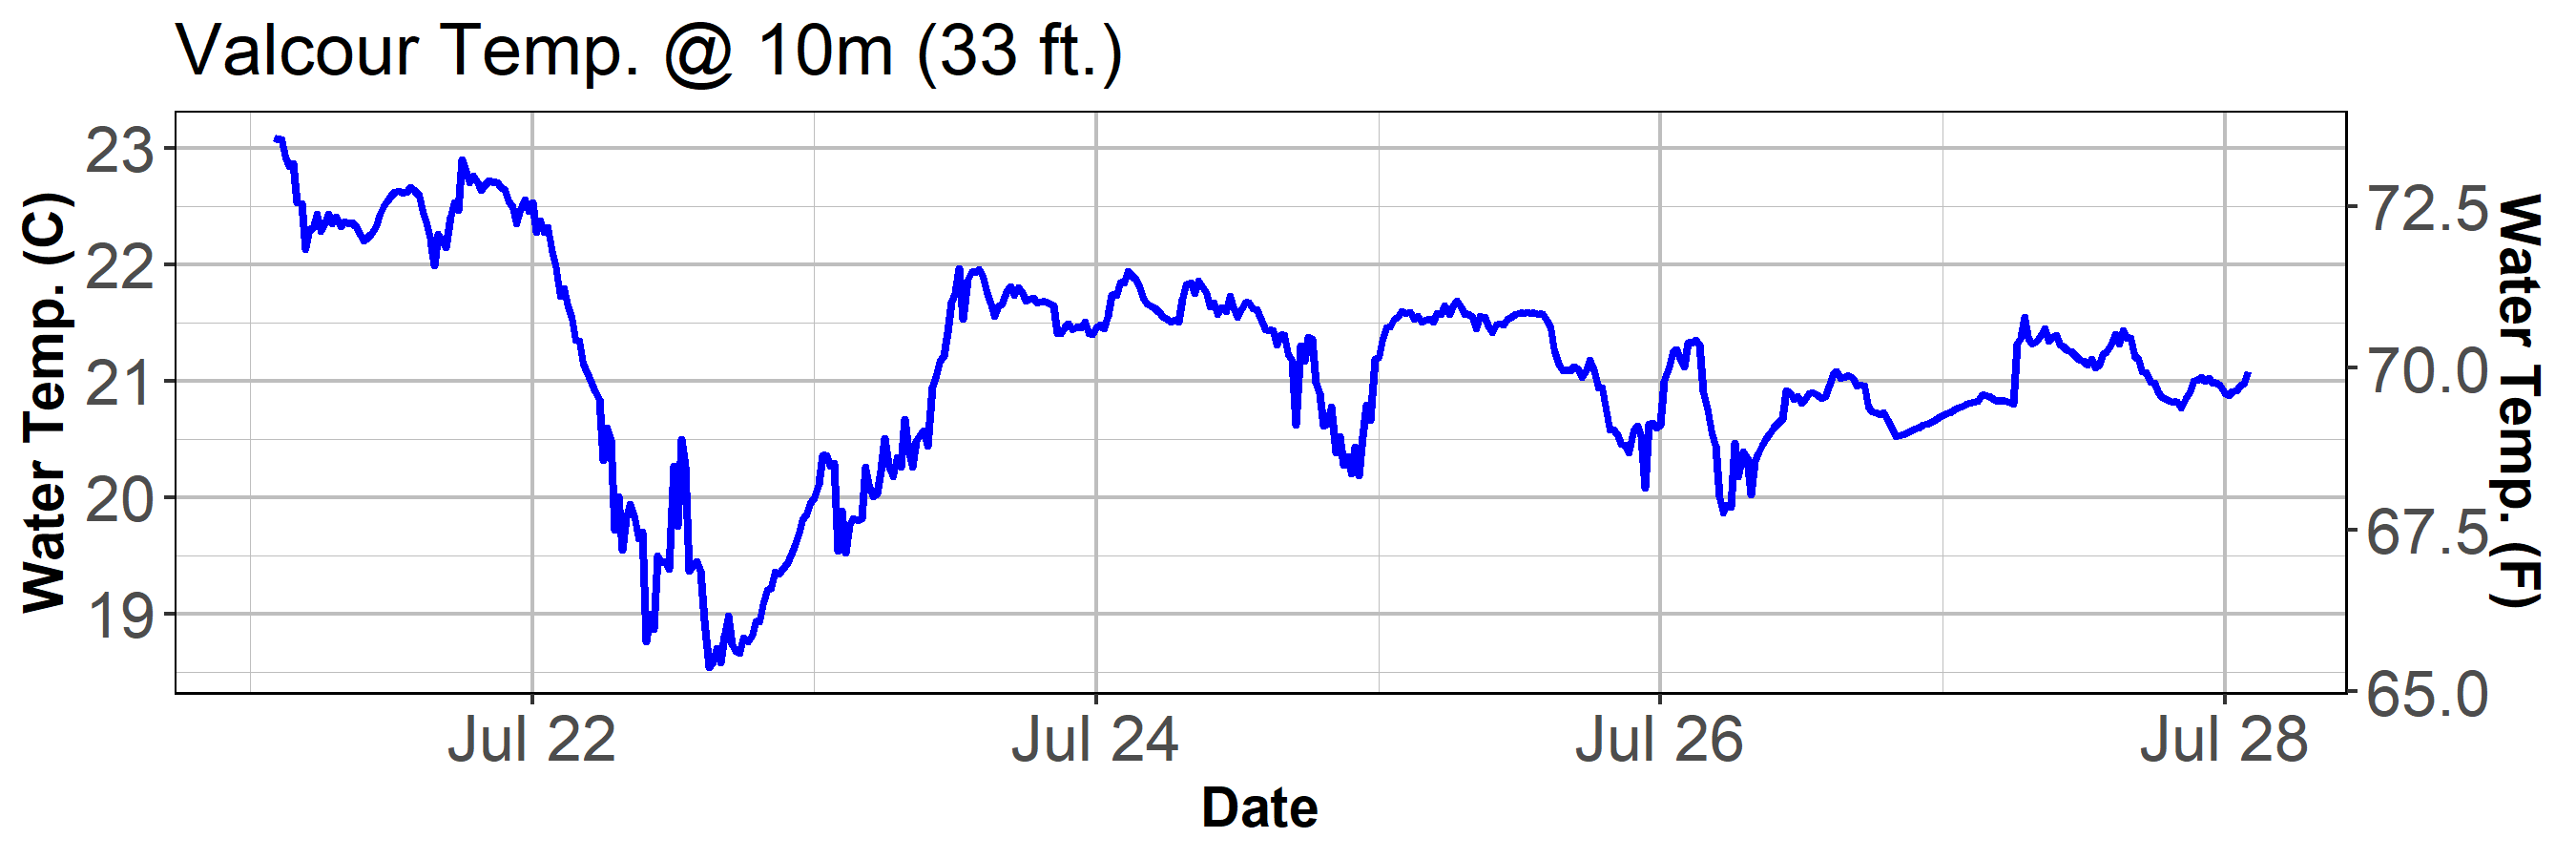 Valcour Temp. @ 10m (33 ft.)
Water Temp. (C)
23
22
21
20
19
72.5
70.0
67.5
65.0
Water Temp. (F)
Jul 22 Jul 24 Jul 26 Jul 28
Date